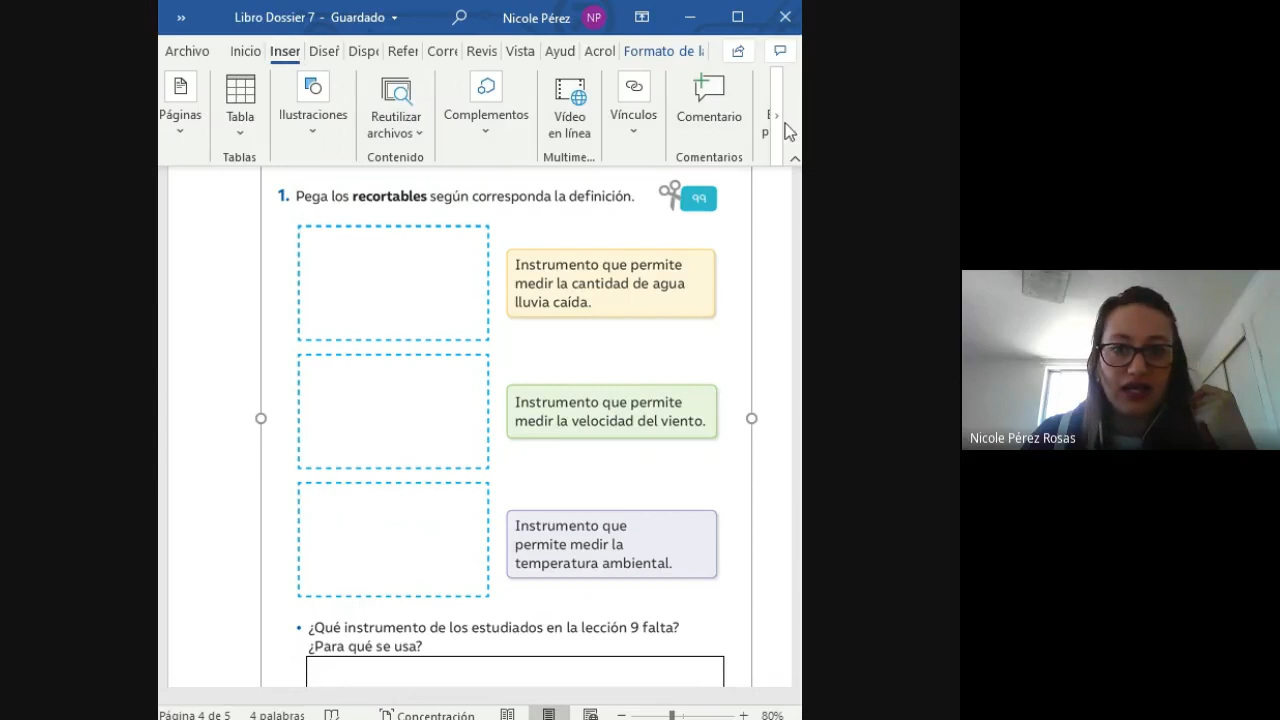 » Libro Dossier 7 - Guardado Nicole Pérez NP
Archivo Inicio Inser Diseñ Dispo Refer Corre Revis Vista Ayud Acrol Formato de la
Páginas Tabla Ilustraciones Reutilizar archivos Complementos Vídeo en línea Vínculos Comentario
Tablas Contenido Multime... Comentarios
1. Pega los recortables según corresponda la definición. 99
Instrumento que permite
medir la cantidad de agua
lluvia caída.
Instrumento que permite
medir la velocidad del viento.
Instrumento que
permite medir la
temperatura ambiental.
• ¿Qué instrumento de los estudiados en la lección 9 falta?
¿Para qué se usa?
Página 4 de 5 4 palabras Concentración 80%
Nicole Pérez Rosas